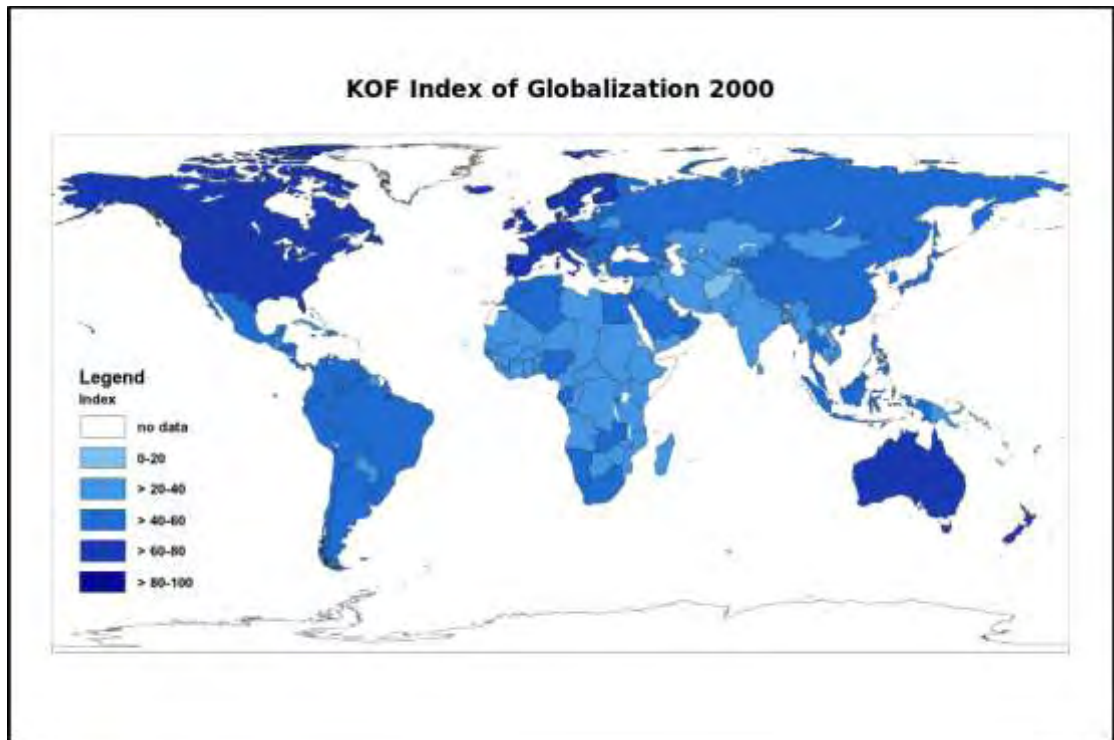 KOF Index of Globalization 2000
Legend
Index
no data
0-20
> 20-40
> 40-60
> 60-80
> 80-100